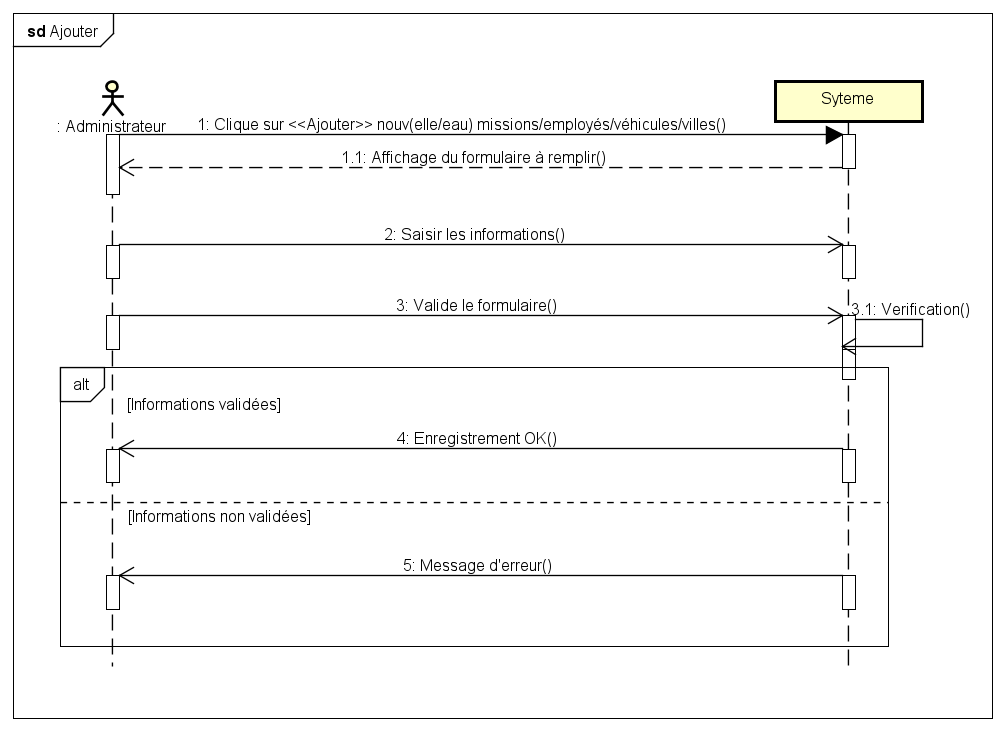 sd Ajouter
Syteme
: Administrateur
1: Clique sur <<Ajouter>> nouv(elle/eau) missions/employés/véhicules/villes()
1.1: Affichage du formulaire à remplir()
2: Saisir les informations()
3: Valide le formulaire()
3.1: Verification()
alt
[Informations validées]
4: Enregistrement OK()
[Informations non validées]
5: Message d'erreur()